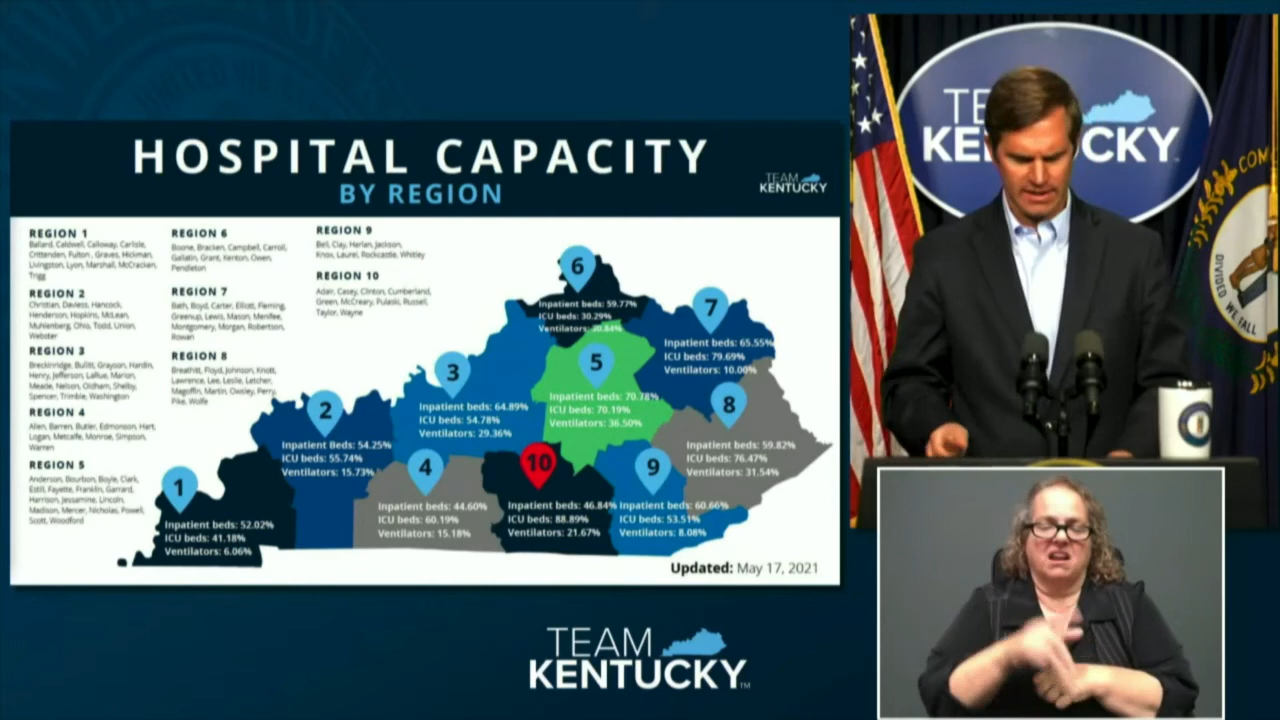 HOSPITAL CAPACITY
BY REGION
TEAM
KENTUCKY
REGION 1
Ballard, Caldwell, Calloway, Carlisle,
Crittenden, Fulton, Graves, Hickman,
Livingston, Lyon, Marshall, McCracken,
Trigg
REGION 2
Christian, Daviess, Hancock,
Henderson, Hopkins, McLean,
Muhlenberg, Ohio, Todd, Union,
Webster
REGION 3
Breckinridge, Bullitt, Grayson, Hardin,
Henry, Jefferson, LaRue, Marion,
Meade, Nelson, Oldham, Shelby,
Spencer, Trimble, Washington
REGION 4
Allen, Barren, Butler, Edmonson, Hart,
Logan, Metcalfe, Monroe, Simpson,
Warren
REGION 5
Anderson, Bourbon, Boyle, Clark,
Estill, Fayette, Franklin, Garrard,
Harrison, Jessamine, Lincoln,
Madison, Mercer, Nicholas, Powell,
Scott, Woodford
REGION 6
Boone, Bracken, Campbell, Carroll,
Gallatin, Grant, Kenton, Owen,
Pendleton
REGION 7
Bath, Boyd, Carter, Elliott, Fleming,
Greenup, Lewis, Mason, Menifee,
Montgomery, Morgan, Robertson,
Rowan
REGION 8
Breathitt, Floyd, Johnson, Knott,
Lawrence, Lee, Leslie, Letcher,
Magoffin, Martin, Owsley, Perry,
Pike, Wolfe
REGION 9
Bell, Clay, Harlan, Jackson,
Knox, Laurel, Rockcastle, Whitley
REGION 10
Adair, Casey, Clinton, Cumberland,
Green, McCreary, Pulaski, Russell,
Taylor, Wayne
6
Inpatient beds: 59.77%
ICU beds: 30.29%
Ventilators: 20.84%
7
Inpatient beds: 65.55%
ICU beds: 79.69%
Ventilators: 10.00%
5
Inpatient beds: 70.78%
ICU beds: 70.19%
Ventilators: 36.50%
3
Inpatient beds: 64.89%
ICU beds: 54.78%
Ventilators: 29.36%
8
Inpatient beds: 59.82%
ICU beds: 76.47%
Ventilators: 31.54%
2
Inpatient Beds: 54.25%
ICU beds: 55.74%
Ventilators: 15.73%
4
Inpatient beds: 44.60%
ICU beds: 60.19%
Ventilators: 15.18%
10
Inpatient beds: 46.84%
ICU beds: 88.89%
Ventilators: 21.67%
9
Inpatient beds: 60.66%
ICU beds: 53.51%
Ventilators: 8.08%
1
Inpatient beds: 52.02%
ICU beds: 41.18%
Ventilators: 6.06%
Updated: May 17, 2021
TEAM
KENTUCKY™
TE
KEN CKY
COM
DIVIDED WE FALL